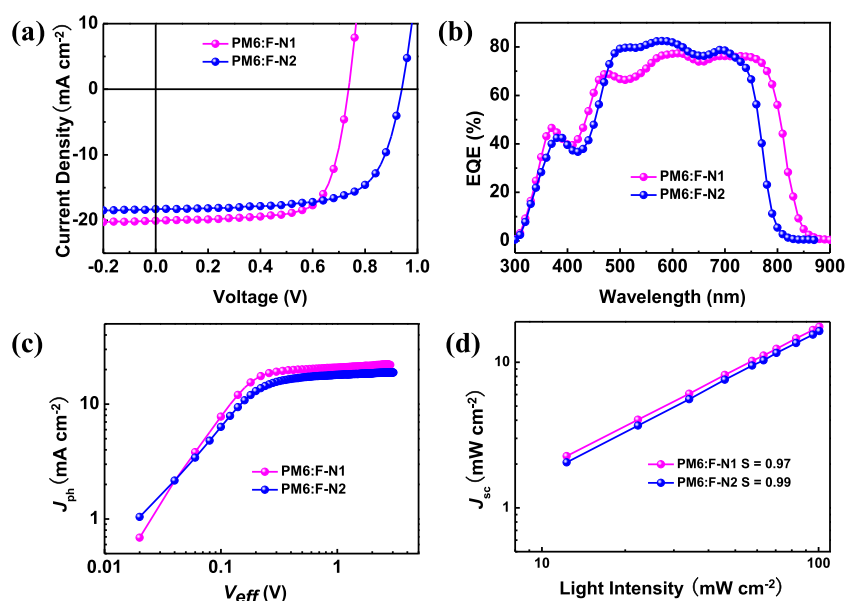 (a)
Current Density (mA cm-2)
10
0
-10
-20
-0.2 0.0 0.2 0.4 0.6 0.8 1.0
Voltage (V)
PM6:F-N1
PM6:F-N2
(b)
EQE (%)
80
60
40
20
0
300 400 500 600 700 800 900
Wavelength (nm)
PM6:F-N1
PM6:F-N2
(c)
Jph (mA cm-2)
10
1
0.01 0.1 1
Veff (V)
PM6:F-N1
PM6:F-N2
(d)
Jsc (mW cm-2)
10
1
10 100
Light Intensity (mW cm-2)
PM6:F-N1 S = 0.97
PM6:F-N2 S = 0.99